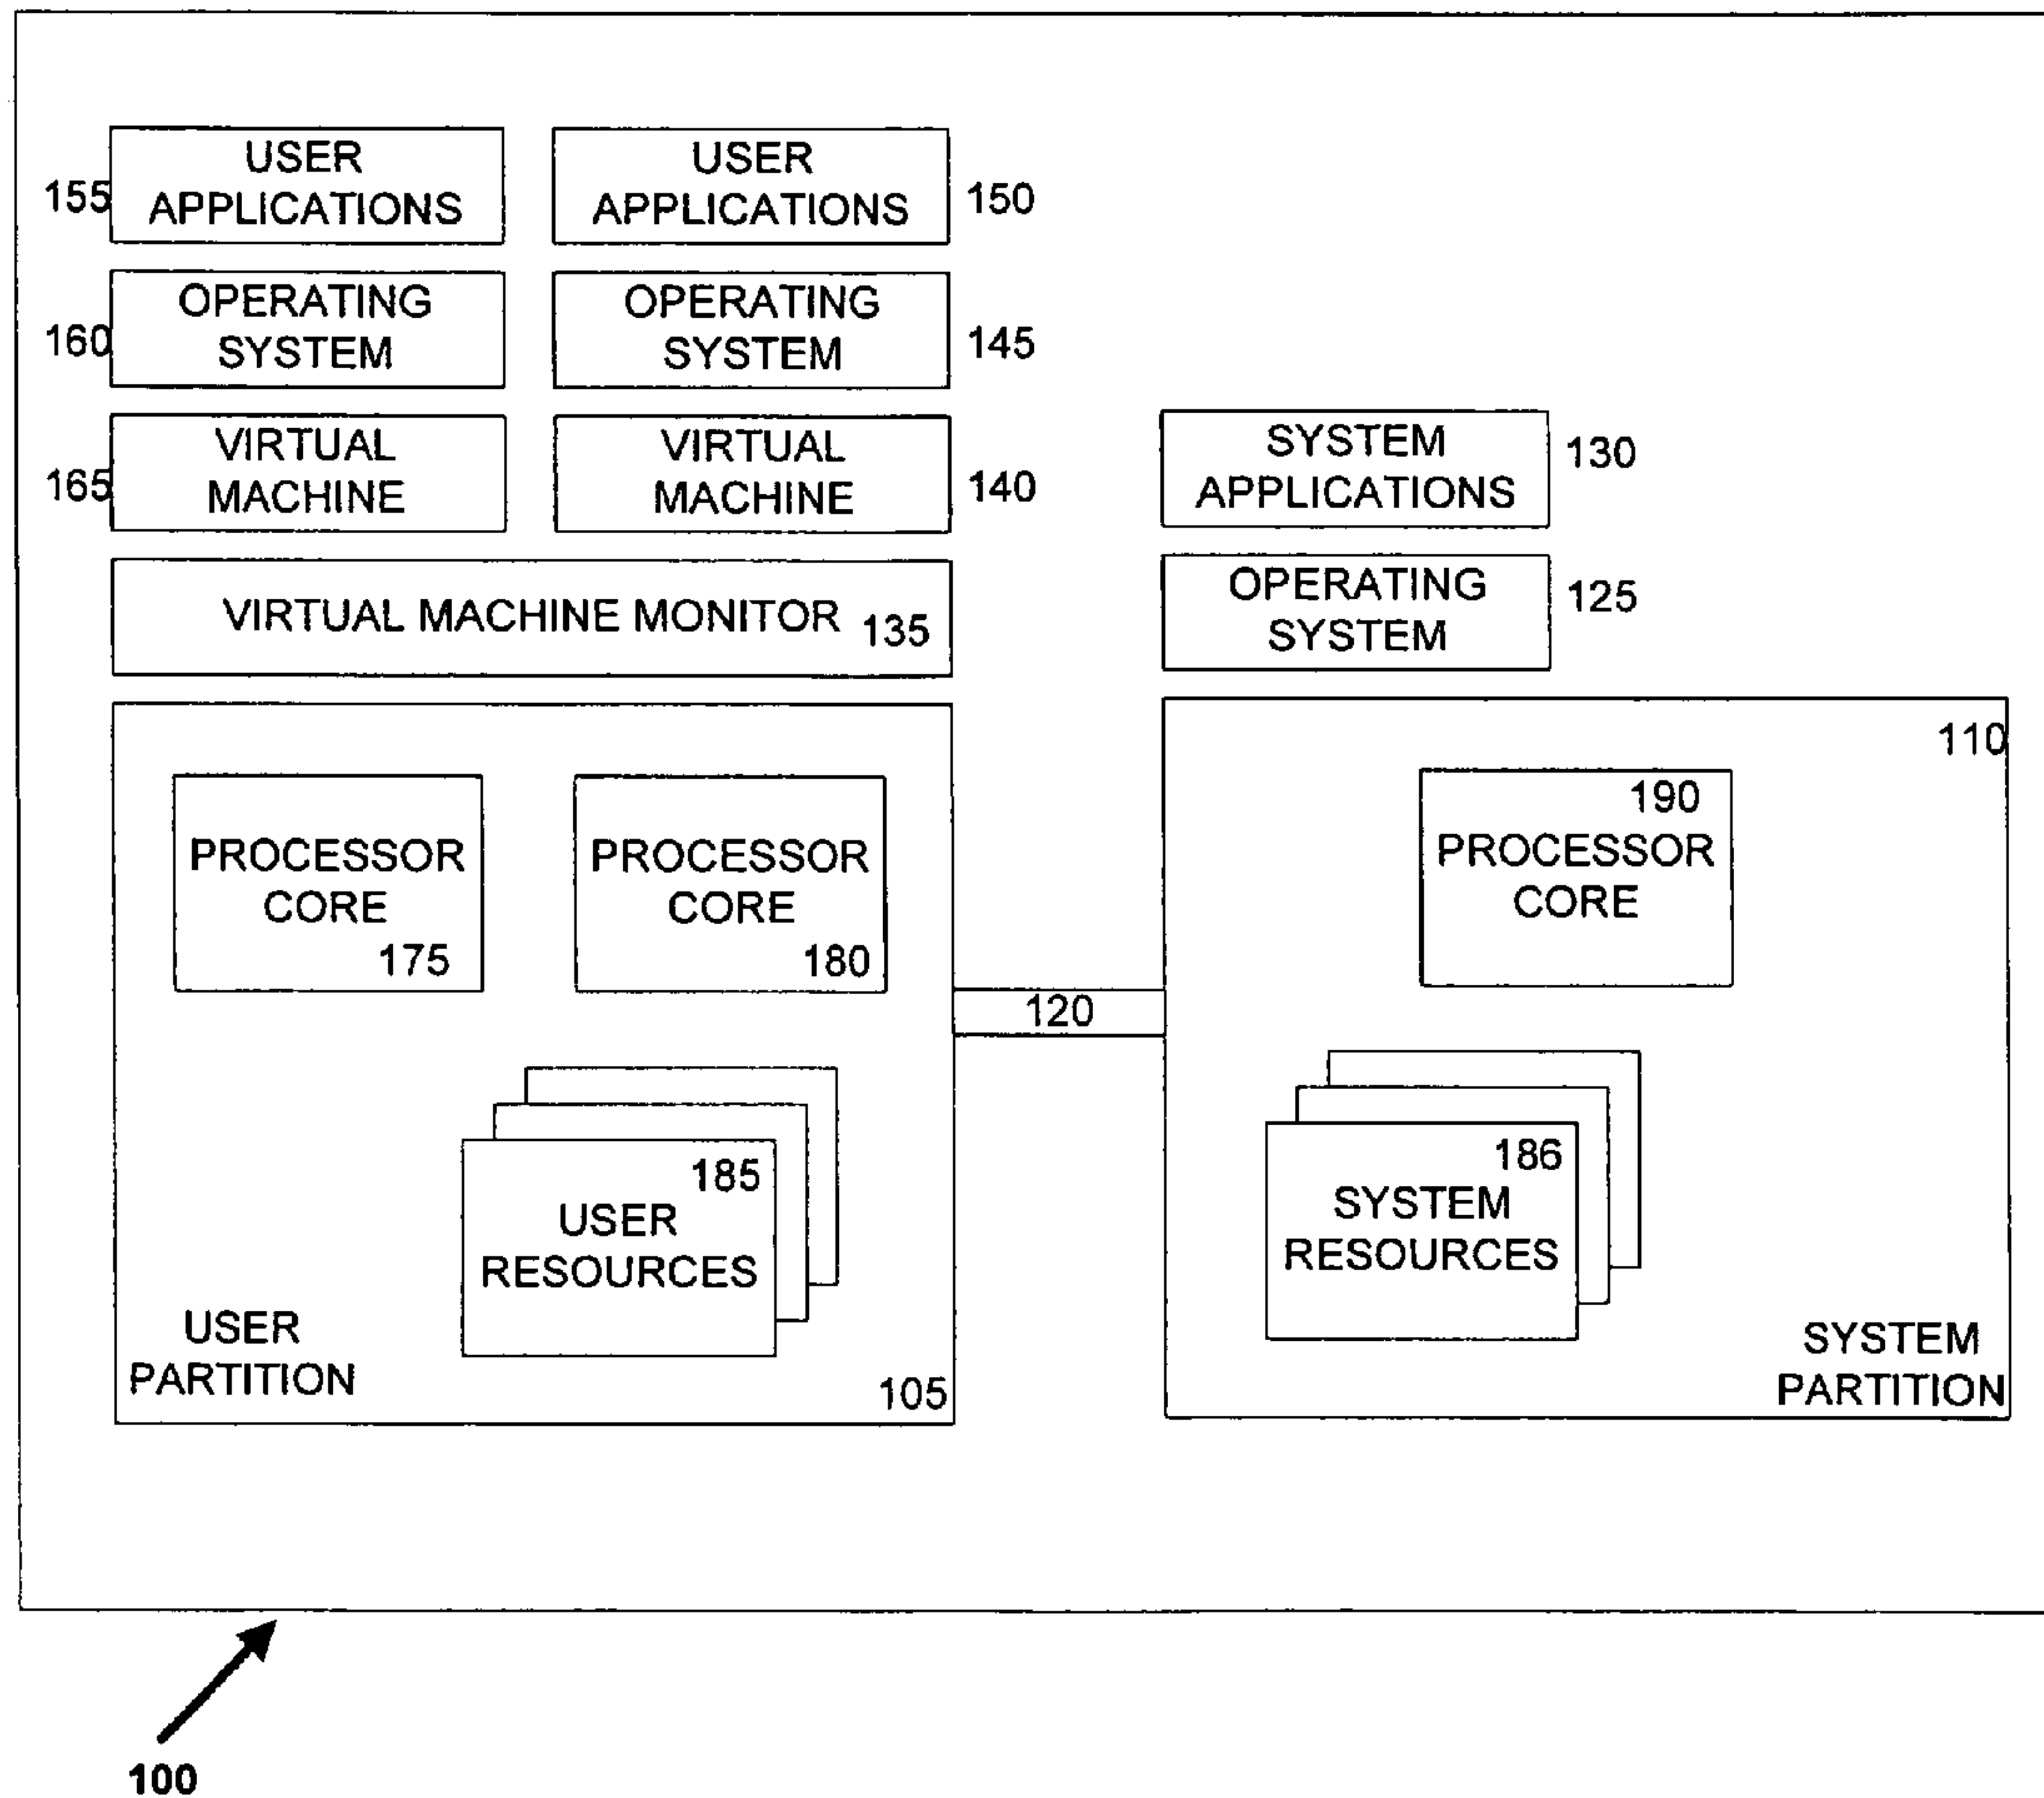 USER
APPLICATIONS
155
USER
APPLICATIONS
150
OPERATING
SYSTEM
160
OPERATING
SYSTEM
145
VIRTUAL
MACHINE
165
VIRTUAL
MACHINE
140
SYSTEM
APPLICATIONS
130
VIRTUAL MACHINE MONITOR 135
OPERATING
SYSTEM
125
PROCESSOR
CORE
175
PROCESSOR
CORE
180
110
190
PROCESSOR
CORE
120
185
USER
RESOURCES
186
SYSTEM
RESOURCES
USER
PARTITION
105
SYSTEM
PARTITION
100